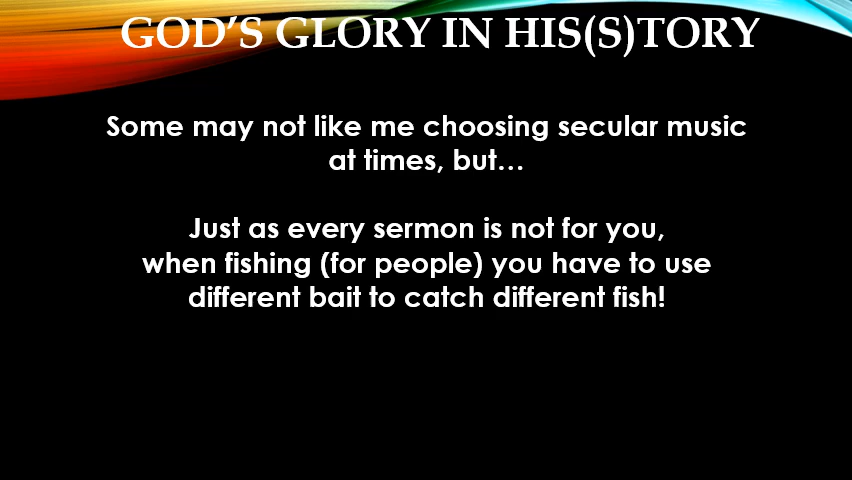 GOD’S GLORY IN HIS(S)TORY
Some may not like me choosing secular music
at times, but…
Just as every sermon is not for you,
when fishing (for people) you have to use
different bait to catch different fish!